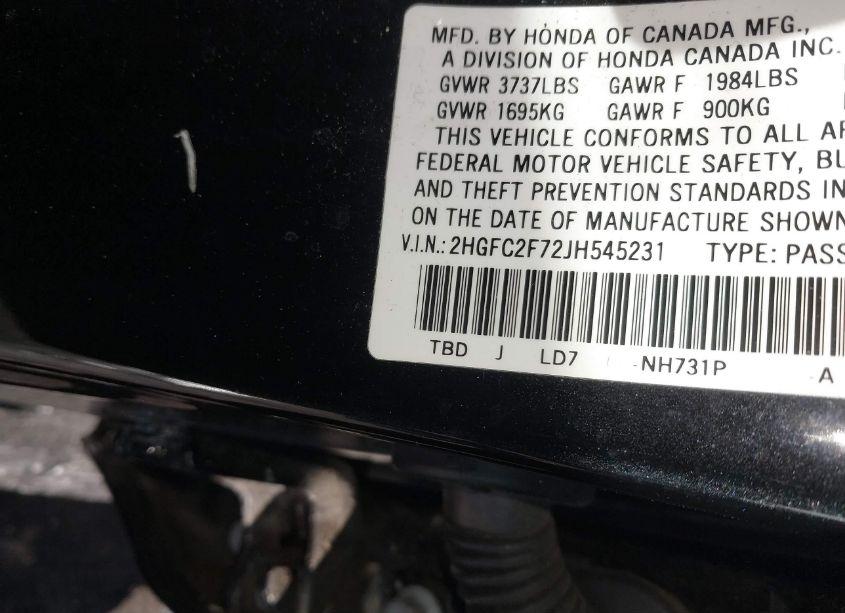 MFD. BY HONDA OF CANADA MFG.,
A DIVISION OF HONDA CANADA INC.
GVWR 3737LBS GAWR F 1984LBS
GVWR 1695KG GAWR F 900KG
THIS VEHICLE CONFORMS TO ALL
FEDERAL MOTOR VEHICLE SAFETY,
AND THEFT PREVENTION STANDARDS IN
ON THE DATE OF MANUFACTURE SHOWN
V.I.N.: 2HGFC2F72JH545231 TYPE: PASS
TBD J LD7 -NH731P -A